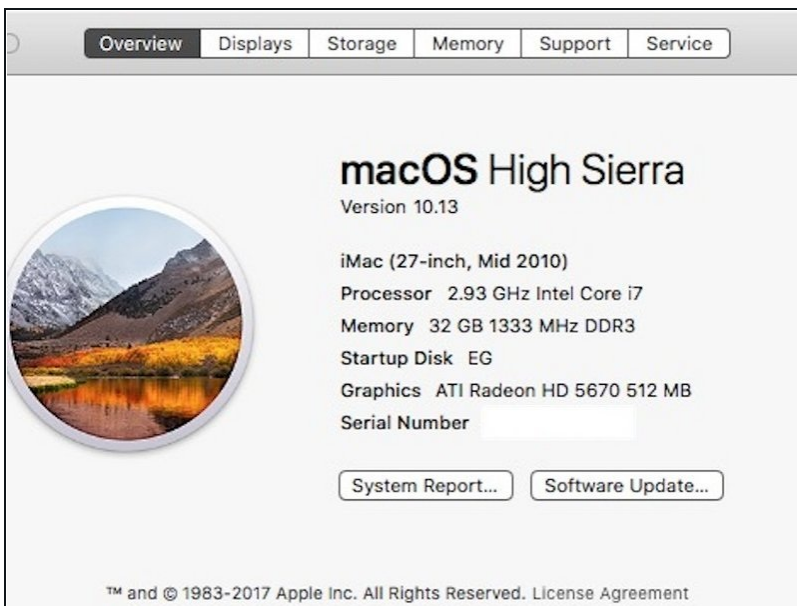 Overview Displays Storage Memory Support Service
macOS High Sierra
Version 10.13
iMac (27-inch, Mid 2010)
Processor 2.93 GHz Intel Core i7
Memory 32 GB 1333 MHz DDR3
Startup Disk EG
Graphics ATI Radeon HD 5670 512 MB
Serial Number
System Report... Software Update...
™ and © 1983-2017 Apple Inc. All Rights Reserved. License Agreement